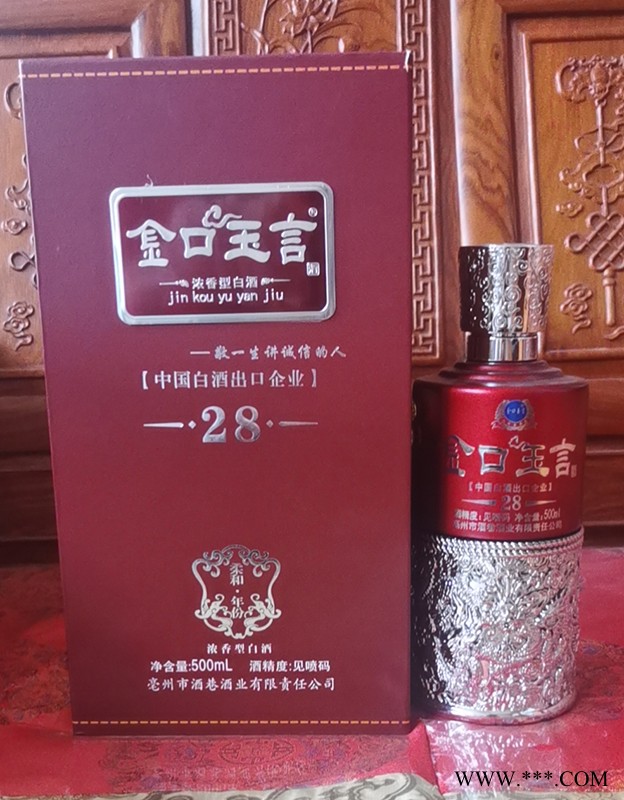 金口玉言
浓香型白酒
jin kou yu yan jiu
—敬一生讲诚信的人
【中国白酒出口企业】
28
柔和·年份
浓香型白酒
净含量:500mL 酒精度:见喷码
亳州市酒巷酒业有限责任公司
金口玉言
【中国白酒出口企业】
28
酒精度:见喷码 净含量:500ml
亳州市酒巷酒业有限责任公司
WWW.***.COM